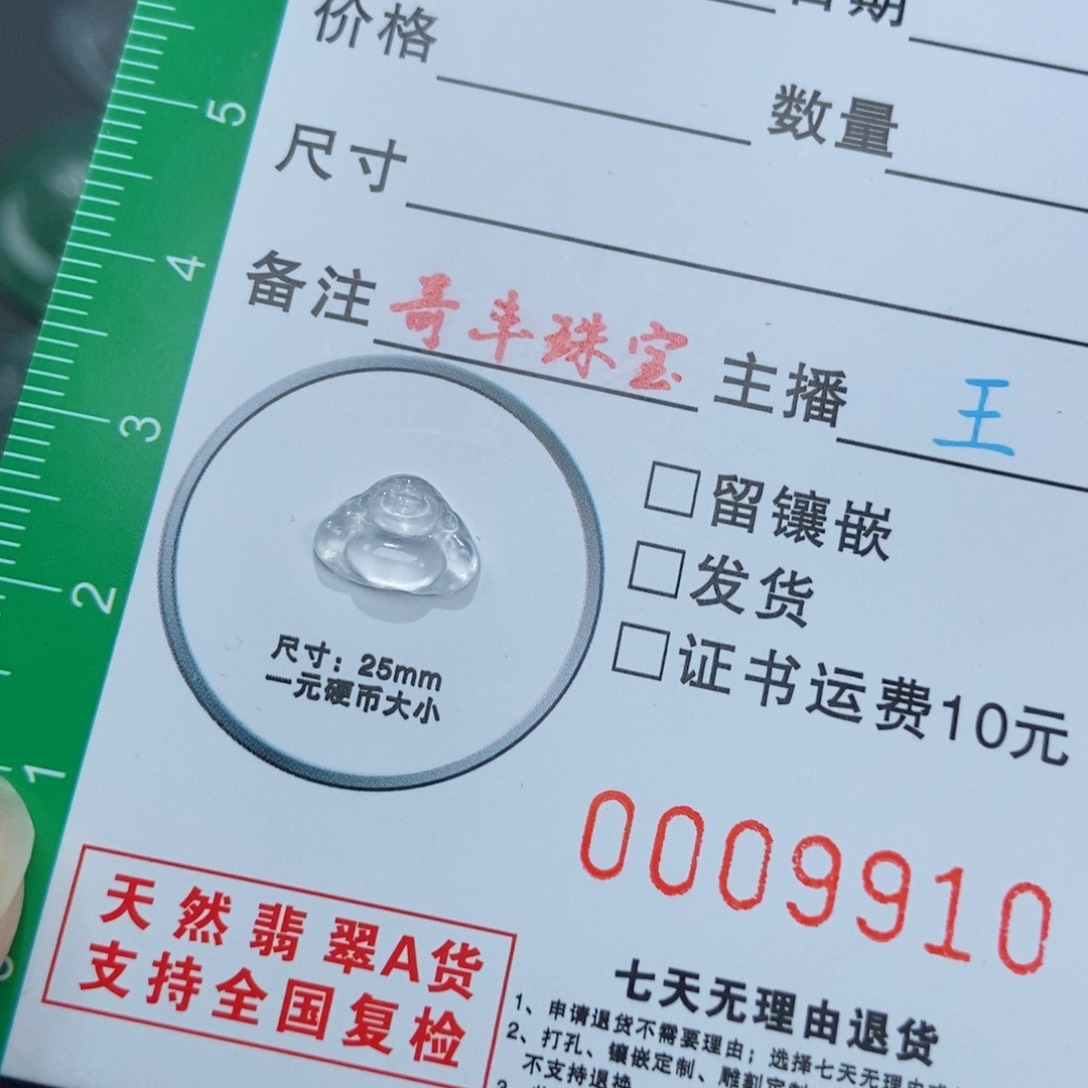 日期
价格
数量
尺寸
备注 奇丰珠宝 主播 王
留镶嵌
发货
证书运费10元
尺寸：25mm
一元硬币大小
5
4
3
2
1
0009910
天然翡翠A货
支持全国复检
七天无理由退货
1、申请退货不需要理由；选择七天无理由
2、打孔、镶嵌定制、雕刻定制
不支持退换